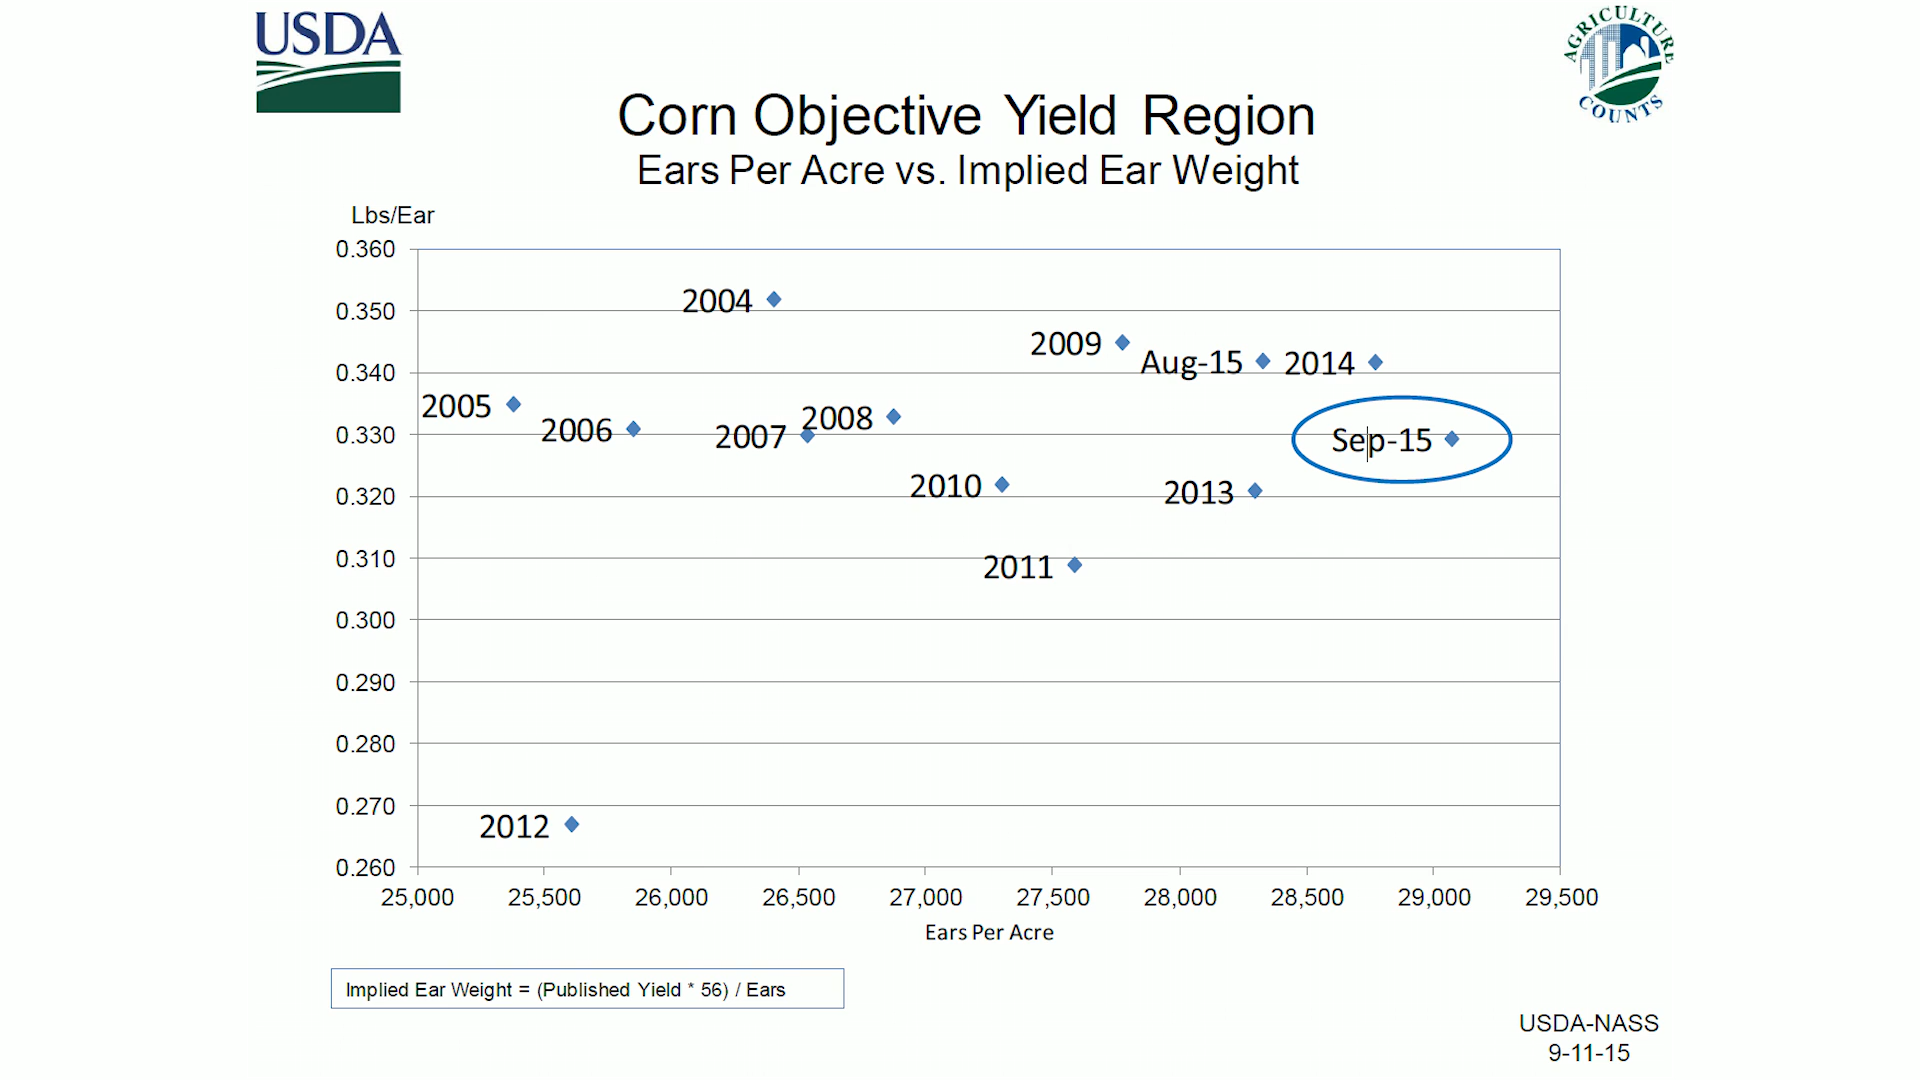 USDA
AGRICULTURE
COUNTS
Corn Objective Yield Region
Ears Per Acre vs. Implied Ear Weight
Lbs/Ear
0.360
0.350
0.340
0.330
0.320
0.310
0.300
0.290
0.280
0.270
0.260
2004
2009
Aug-15
2014
2005
2006
2007
2008
Sep-15
2010
2013
2011
2012
25,000 25,500 26,000 26,500 27,000 27,500 28,000 28,500 29,000 29,500
Ears Per Acre
Implied Ear Weight = (Published Yield * 56) / Ears
USDA-NASS
9-11-15